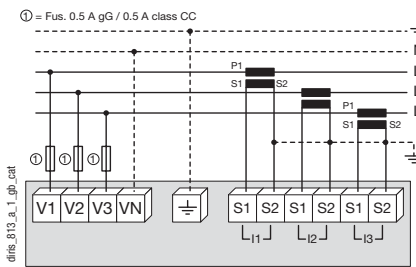 ① = Fus. 0.5 A gG / 0.5 A class CC
P1
S1 S2
P1
S1 S2
① ① ①
V1 V2 V3 VN S1 S2 S1 S2 S1 S2
I1 I2 I3
diris_813_a_1_gb_cat